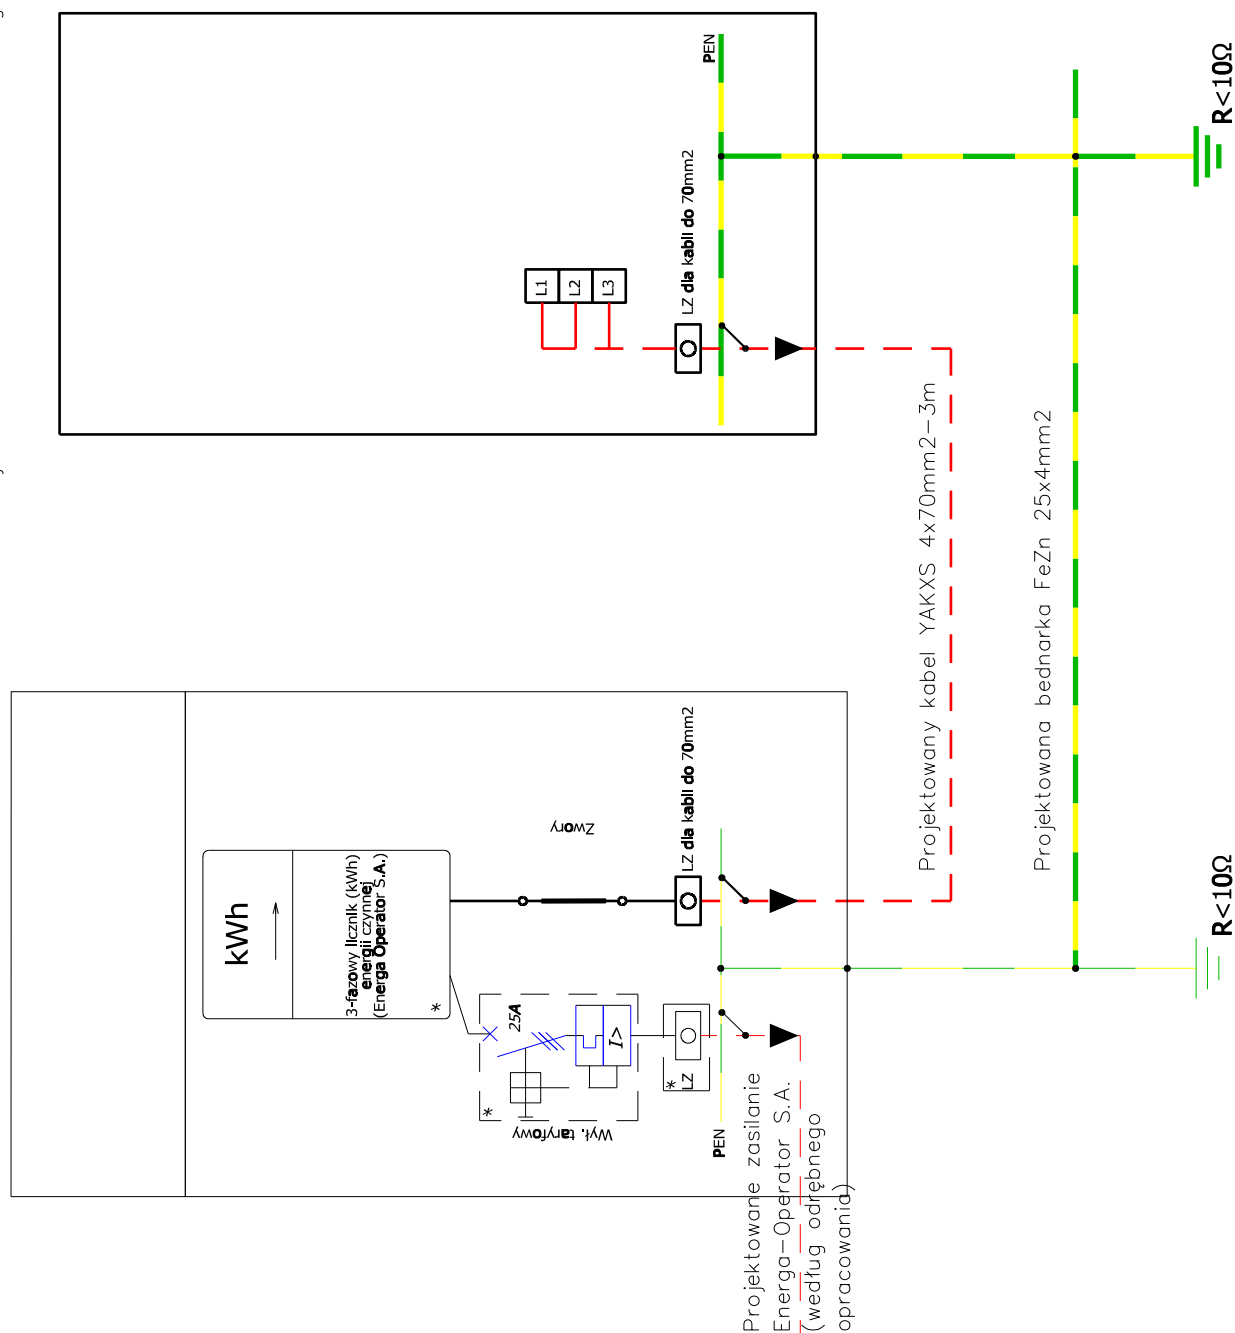 kWh
3-fazowy licznik (kWh)
energii czynnej
(Energa Operator S.A.)
*
Zwory
25A
I>
*
Wył. taryfowy
*
LZ
LZ dla kabli do 70mm2
PEN
R<10Ω
Projektowane zasilanie
Energa-Operator S.A.
(według odrębnego
opracowania)
Projektowany kabel YAKXS 4x70mm2-3m
Projektowana bednarka FeZn 25x4mm2
L1
L2
L3
LZ dla kabli do 70mm2
PEN
R<10Ω